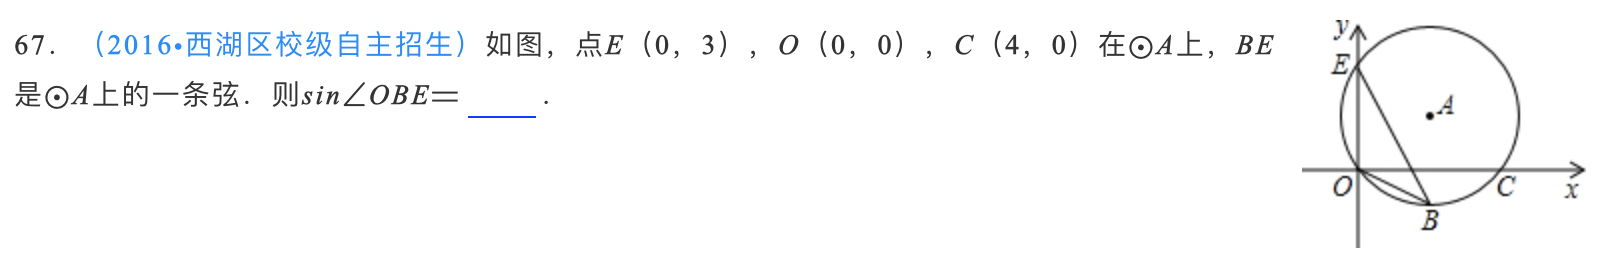 67. （2016•西湖区校级自主招生）如图，点E（0，3），O（0，0），C（4，0）在⊙A上，BE
是⊙A上的一条弦．则sin∠OBE=____．
y
E
A
O
C
x
B